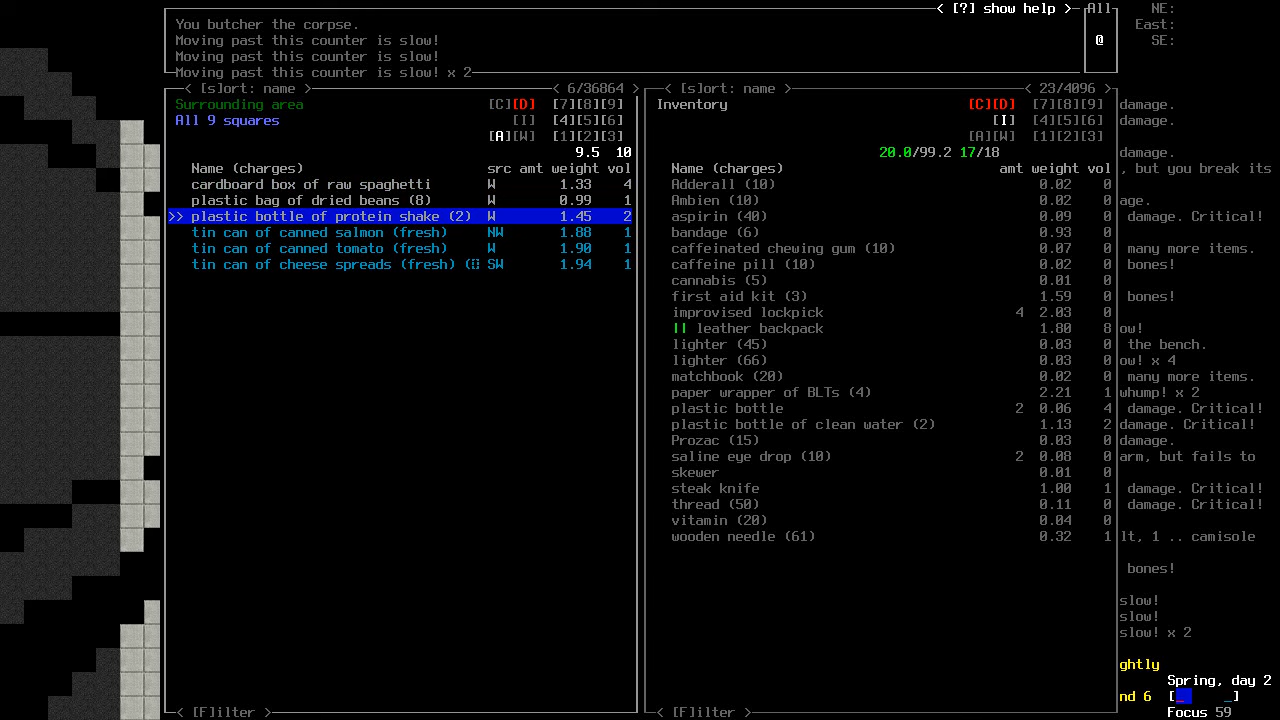 < [?] show help >
All
NE:
You butcher the corpse.
East:
Moving past this counter is slow!
@
SE:
Moving past this counter is slow!
Moving past this counter is slow! x 2
< [s]ort: name >
< 6/36864 >
< [s]ort: name >
< 23/4096 >
Surrounding area
[C][D] [7][8][9]
Inventory
[C][D] [7][8][9]
damage.
All 9 squares
[I] [4][5][6]
[I] [4][5][6]
damage.
[A][W] [1][2][3]
[A][W] [1][2][3]
9.5 10
20.0/99.2 17/18
damage.
Name (charges) src amt weight vol
Name (charges) amt weight vol
, but you break its
cardboard box of raw spaghetti W 1.33 4
Adderall (10) 0.02 0
plastic bag of dried beans (8) W 0.99 1
Ambien (10) 0.02 0
age.
>> plastic bottle of protein shake (2) W 1.45 2
aspirin (40) 0.09 0
damage. Critical!
tin can of canned salmon (fresh) NW 1.88 1
bandage (6) 0.93 0
tin can of canned tomato (fresh) W 1.90 1
caffeinated chewing gum (10) 0.07 0
many more items.
tin can of cheese spreads (fresh) ( SW 1.94 1
caffeine pill (10) 0.02 0
bones!
cannabis (5) 0.01 0
first aid kit (3) 1.59 0
bones!
improvised lockpick 4 2.03 0
|| leather backpack 1.80 8
ow!
lighter (45) 0.03 0
the bench.
lighter (66) 0.03 0
ow! x 4
matchbook (20) 0.02 0
many more items.
paper wrapper of BLTs (4) 2.21 1
whump! x 2
plastic bottle 2 0.06 4
damage. Critical!
plastic bottle of clean water (2) 1.13 2
damage. Critical!
Prozac (15) 0.03 0
damage.
saline eye drop (10) 2 0.08 0
arm, but fails to
skewer 0.01 0
steak knife 1.00 1
damage. Critical!
thread (50) 0.11 0
damage. Critical!
vitamin (20) 0.04 0
wooden needle (61) 0.32 1
lt, 1 .. camisole
bones!
slow!
slow!
slow! x 2
ghtly
Spring, day 2
nd 6 [_ _]
< [F]ilter >
< [F]ilter >
Focus 59